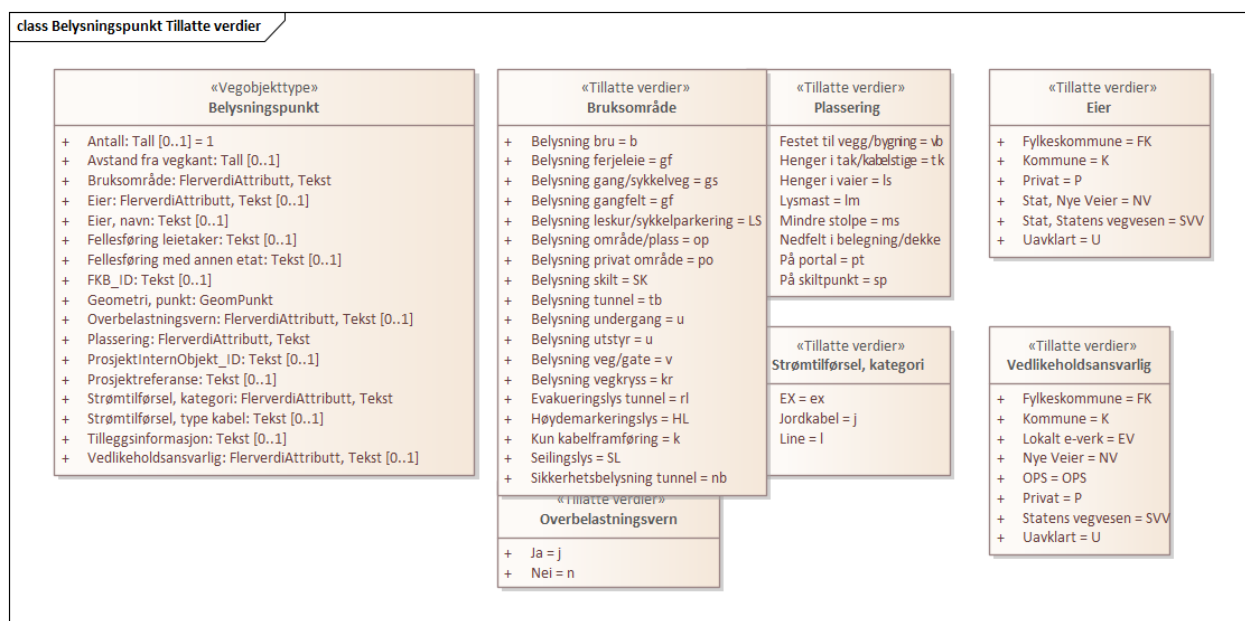 class Belysningspunkt Tillatte verdier
«Vegobjekttype»
Belysningspunkt
+ Antall: Tall [0..1] = 1
+ Avstand fra vegkant: Tall [0..1]
+ Bruksområde: FlerverdiAttributt, Tekst
+ Eier: FlerverdiAttributt, Tekst [0..1]
+ Eier, navn: Tekst [0..1]
+ Fellesføring leietaker: Tekst [0..1]
+ Fellesføring med annen etat: Tekst [0..1]
+ FKB_ID: Tekst [0..1]
+ Geometri, punkt: GeomPunkt
+ Overbelastningsvern: FlerverdiAttributt, Tekst [0..1]
+ Plassering: FlerverdiAttributt, Tekst
+ ProsjektInternObjekt_ID: Tekst [0..1]
+ Prosjektreferanse: Tekst [0..1]
+ Strømtilførsel, kategori: FlerverdiAttributt, Tekst
+ Strømtilførsel, type kabel: Tekst [0..1]
+ Tilleggsinformasjon: Tekst [0..1]
+ Vedlikeholdsansvarlig: FlerverdiAttributt, Tekst [0..1]
«Tillatte verdier»
Bruksområde
+ Belysning bru = b
+ Belysning ferjeleie = gf
+ Belysning gang/sykkelveg = gs
+ Belysning gangfelt = gf
+ Belysning leskur/sykkelparkering = LS
+ Belysning område/plass = op
+ Belysning privat område = po
+ Belysning skilt = SK
+ Belysning tunnel = tb
+ Belysning undergang = u
+ Belysning utstyr = u
+ Belysning veg/gate = v
+ Belysning vegkryss = kr
+ Evakueringslys tunnel = rl
+ Høydemarkeringslys = HL
+ Kun kabelframføring = k
+ Seilingslys = SL
+ Sikkerhetsbelysning tunnel = nb
«Tillatte verdier»
Overbelastningsvern
+ Ja = j
+ Nei = n
«Tillatte verdier»
Plassering
Festet til vegg/bygning = vb
Henger i tak/kabelstige = tk
Henger i vaier = ls
Lysmast = lm
Mindre stolpe = ms
Nedfelt i belegning/dekke
På portal = pt
På skiltpunkt = sp
«Tillatte verdier»
Strømtilførsel, kategori
EX = ex
Jordkabel = j
Line = l
«Tillatte verdier»
Eier
+ Fylkeskommune = FK
+ Kommune = K
+ Privat = P
+ Stat, Nye Veier = NV
+ Stat, Statens vegvesen = SVV
+ Uavklart = U
«Tillatte verdier»
Vedlikeholdsansvarlig
+ Fylkeskommune = FK
+ Kommune = K
+ Lokalt e-verk = EV
+ Nye Veier = NV
+ OPS = OPS
+ Privat = P
+ Statens vegvesen = SVV
+ Uavklart = U